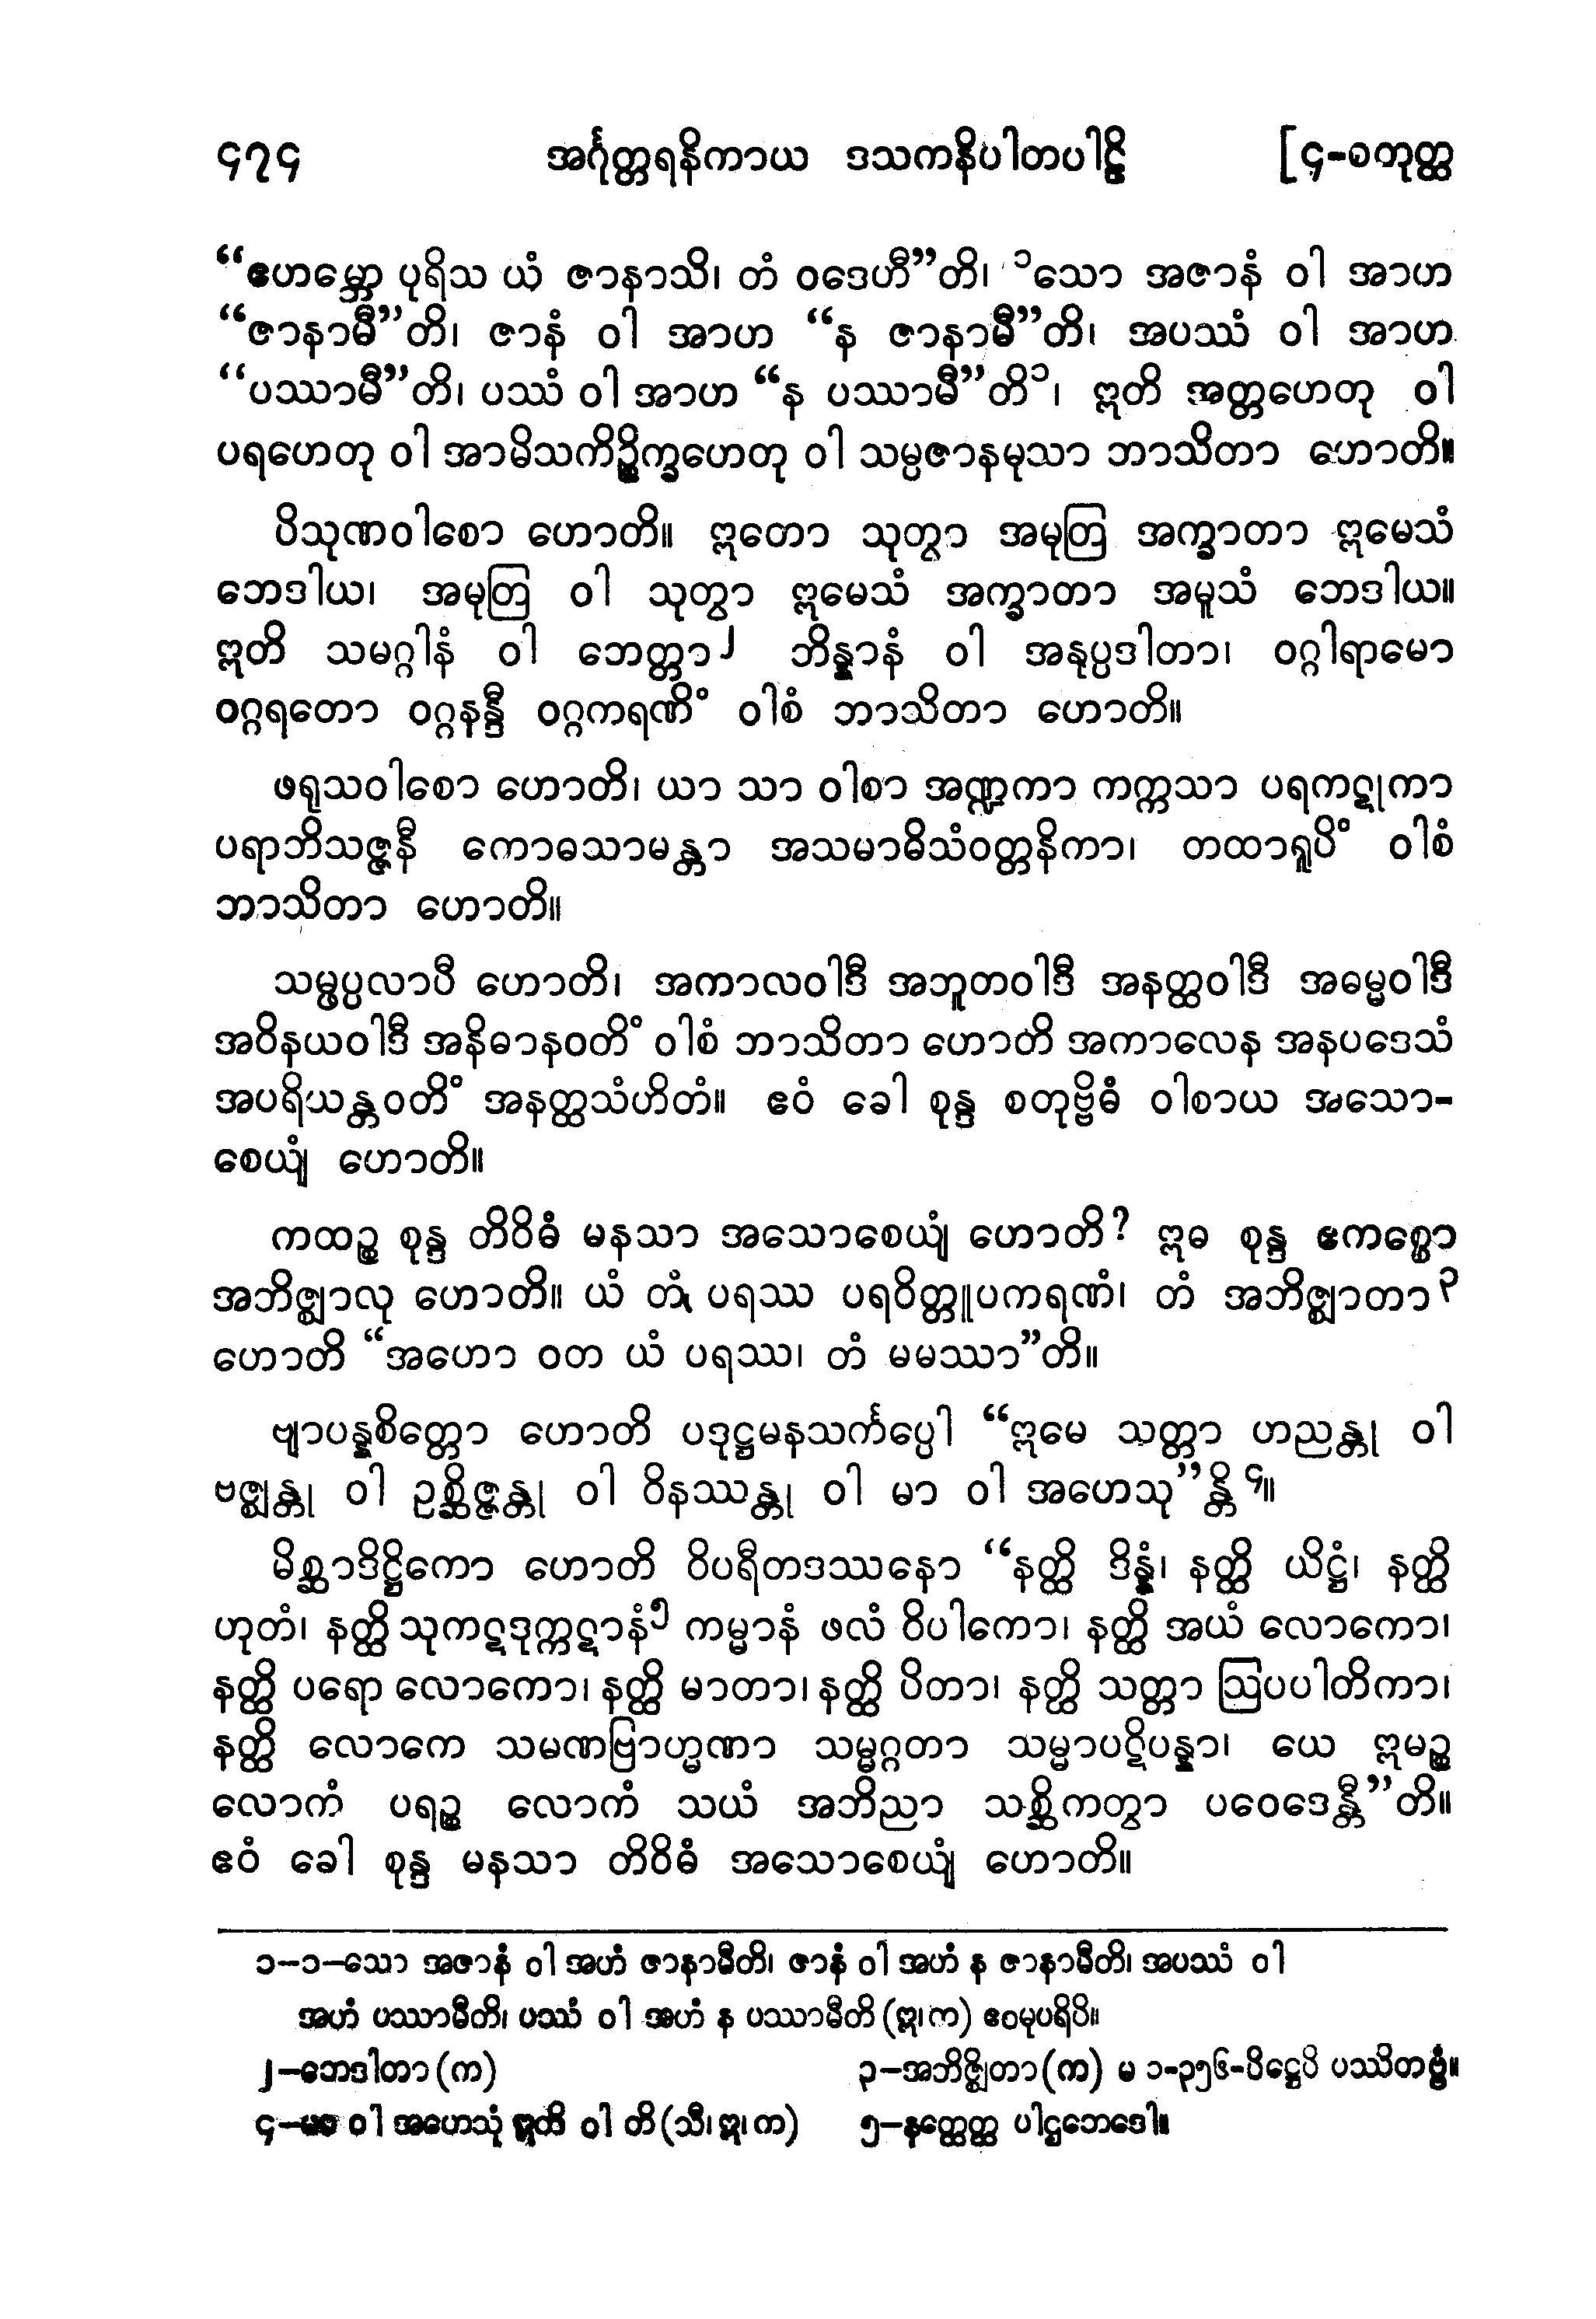 ၄၇၄ အင်္ဂုတ္တရနိကာယ ဒသကနိပါတပါဠိ [၄-စတုတ္ထ
“ဧဟမ္ဘော ပုရိသ ယံ ဇာနာသိ၊ တံ ဝဒေဟီ”တိ၊ ၁သော အဇာနံ ဝါ အာဟ
“ဇာနာမီ”တိ၊ ဇာနံ ဝါ အာဟ “န ဇာနာမီ”တိ၊ အပဿံ ဝါ အာဟ
“ပဿာမီ”တိ၊ ပဿံ ဝါ အာဟ “န ပဿာမီ”တိ၁၊ ဣတိ အတ္တဟေတု ဝါ
ပရဟေတု ဝါ အာမိသကိဉ္စိက္ခဟေတု ဝါ သမ္ပဇာနမုသာ ဘာသိတာ ဟောတိ။
ပိသုဏဝါစော ဟောတိ။ ဣတော သုတွာ အမုတြ အက္ခာတာ ဣမေသံ
ဘေဒါယ၊ အမုတြ ဝါ သုတွာ ဣမေသံ အက္ခာတာ အမူသံ ဘေဒါယ။
ဣတိ သမဂ္ဂါနံ ဝါ ဘေတ္တာ၂ ဘိန္နာနံ ဝါ အနုပ္ပဒါတာ၊ ဝဂ္ဂါရာမော
ဝဂ္ဂရတော ဝဂ္ဂနန္ဒီ ဝဂ္ဂကရဏိံ ဝါစံ ဘာသိတာ ဟောတိ။
ဖရုသဝါစော ဟောတိ၊ ယာ သာ ဝါစာ အဏ္ဍကာ ကက္ကသာ ပရကဋုကာ
ပရာဘိသဇ္ဇနီ ကောဓသာမန္တာ အသမာဓိသံဝတ္တနိကာ၊ တထာရူပိံ ဝါစံ
ဘာသိတာ ဟောတိ။
သမ္ဖပ္ပလာပီ ဟောတိ၊ အကာလဝါဒီ အဘူတဝါဒီ အနတ္ထဝါဒီ အဓမ္မဝါဒီ
အဝိနယဝါဒီ အနိဓာနဝတိံ ဝါစံ ဘာသိတာ ဟောတိ အကာလေန အနပဒေသံ
အပရိယန္တဝတိံ အနတ္ထသံဟိတံ။ ဧဝံ ခေါ စုန္ဒ စတုဗ္ဗိဓံ ဝါစာယ အသော-
စေယျံ ဟောတိ။
ကထဉ္စ စုန္ဒ တိဝိဓံ မနသာ အသောစေယျံ ဟောတိ? ဣဓ စုန္ဒ ဧကစ္စော
အဘိဇ္ဈာလု ဟောတိ။ ယံ တံ ပရဿ ပရဝိတ္တူပကရဏံ၊ တံ အဘိဇ္ဈာတာ၃
ဟောတိ “အဟော ဝတ ယံ ပရဿ၊ တံ မမဿာ”တိ။
ဗျာပန္နစိတ္တော ဟောတိ ပဒုဋ္ဌမနသင်္ကပ္ပေါ “ဣမေ သတ္တာ ဟညန္တု ဝါ
ဗဇ္ဈန္တု ဝါ ဥစ္ဆိဇ္ဇန္တု ဝါ ဝိနဿန္တု ဝါ မာ ဝါ အဟေသု”န္တိ၄။
မိစ္ဆာဒိဋ္ဌိကော ဟောတိ ဝိပရီတဒဿနော “နတ္ထိ ဒိန္နံ၊ နတ္ထိ ယိဋ္ဌံ၊ နတ္ထိ
ဟုတံ၊ နတ္ထိ သုကဋဒုက္ကဋာနံ၅ ကမ္မာနံ ဖလံ ဝိပါကော၊ နတ္ထိ အယံ လောကော၊
နတ္ထိ ပရော လောကော၊ နတ္ထိ မာတာ၊ နတ္ထိ ပိတာ၊ နတ္ထိ သတ္တာ ဩပပါတိကာ၊
နတ္ထိ လောကေ သမဏဗြာဟ္မဏာ သမ္မဂ္ဂတာ သမ္မာပဋိပန္နာ၊ ယေ ဣမဉ္စ
လောကံ ပရဉ္စ လောကံ သယံ အဘိညာ သစ္ဆိကတွာ ပဝေဒေန္တီ”တိ။
ဧဝံ ခေါ စုန္ဒ မနသာ တိဝိဓံ အသောစေယျံ ဟောတိ။
၁-၁-သော အဇာနံ ဝါ အဟံ ဇာနာမီတိ၊ ဇာနံ ဝါ အဟံ န ဇာနာမီတိ၊ အပဿံ ဝါ
အဟံ ပဿာမီတိ၊ ပဿံ ဝါ အဟံ န ပဿာမီတိ (ဣ၊ က) ဧဝမုပရိပိ။
၂-ဘေဒါတာ (က) ၃-အဘိဇ္ဈိတာ (က) မ ၁-၃၅၆-ပိဋ္ဌေပိ ပဿိတဗ္ဗံ။
၄-မာ ဝါ အဟေသုံ ဣတိ ဝါ တိ (သီ၊ ဣ၊ က) ၅-နတ္ထေတ္ထ ပါဌဘေဒေါ။